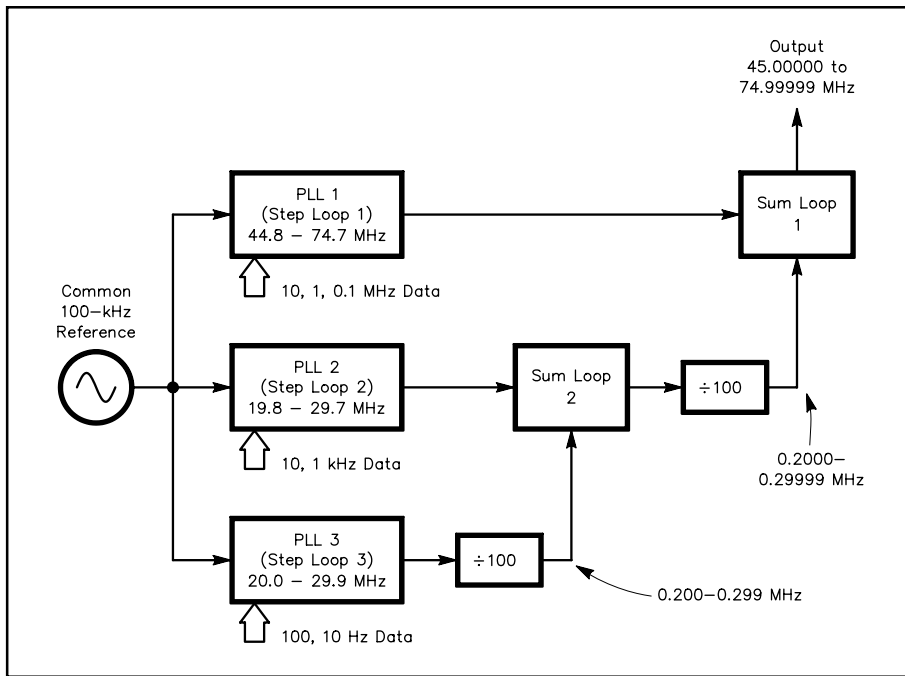 Output
45.00000 to
74.99999 MHz
PLL 1
(Step Loop 1)
44.8 – 74.7 MHz
Sum Loop
1
10, 1, 0.1 MHz Data
Common
100–kHz
Reference
PLL 2
(Step Loop 2)
19.8 – 29.7 MHz
Sum Loop
2
÷100
10, 1 kHz Data
0.2000–
0.29999 MHz
PLL 3
(Step Loop 3)
20.0 – 29.9 MHz
÷100
0.200–0.299 MHz
100, 10 Hz Data